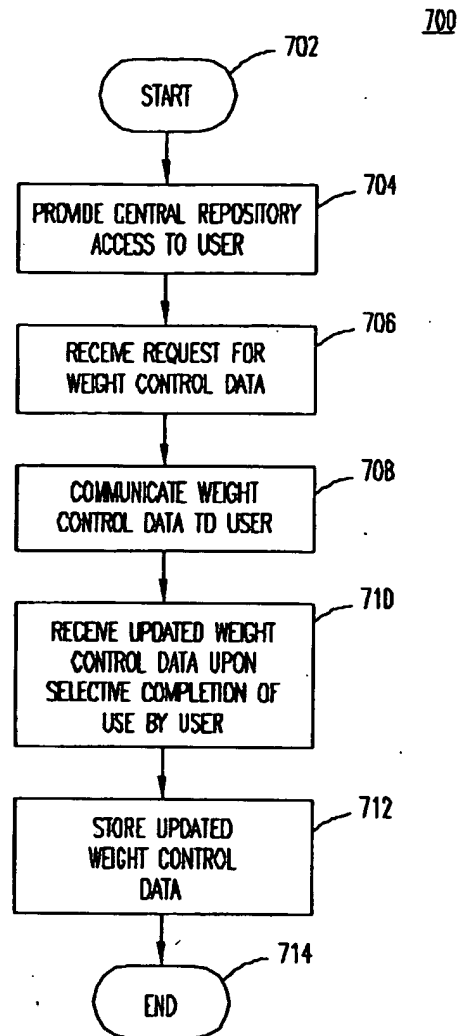 700
702
START
704
PROVIDE CENTRAL REPOSITORY
ACCESS TO USER
706
RECEIVE REQUEST FOR
WEIGHT CONTROL DATA
708
COMMUNICATE WEIGHT
CONTROL DATA TO USER
710
RECEIVE UPDATED WEIGHT
CONTROL DATA UPON
SELECTIVE COMPLETION OF
USE BY USER
712
STORE UPDATED
WEIGHT CONTROL
DATA
714
END